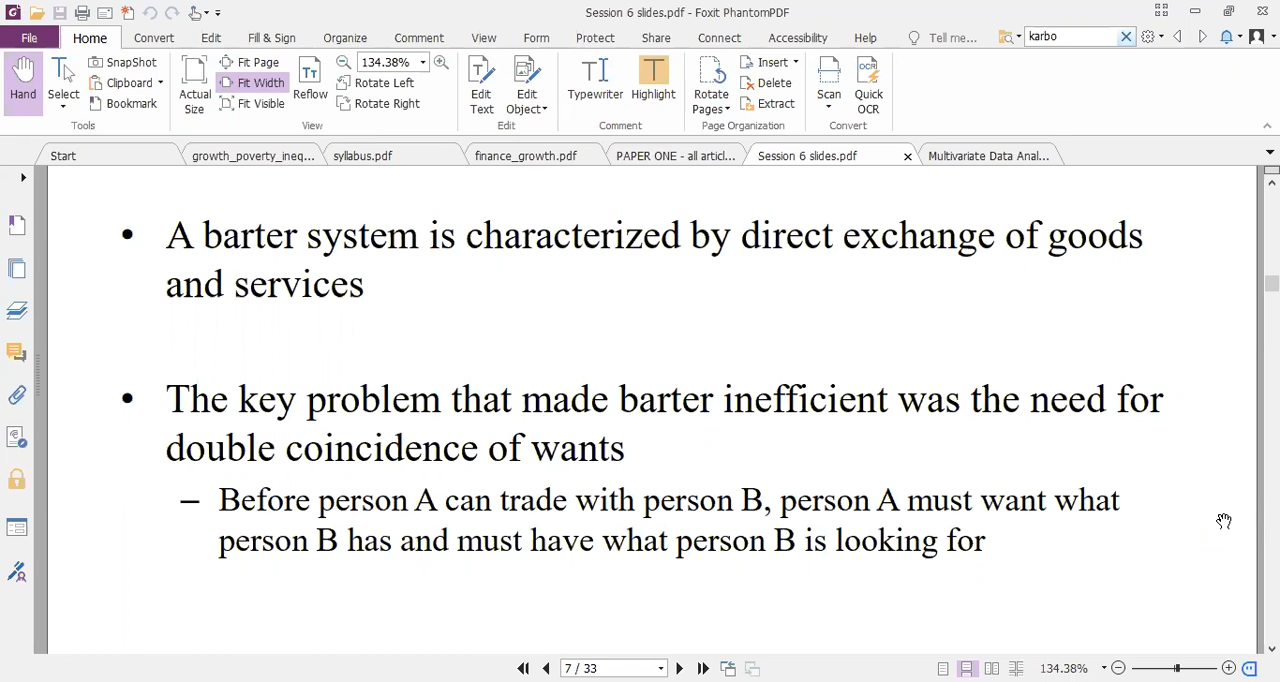 Session 6 slides.pdf - Foxit PhantomPDF
File Home Convert Edit Fill & Sign Organize Comment View Form Protect Share Connect Accessibility Help Tell me... karbo
Hand
Select
SnapShot
Clipboard
Bookmark
Tools
Actual
Size
Fit Page
Fit Width
Fit Visible
Reflow
134.38%
Rotate Left
Rotate Right
View
Edit
Text
Edit
Object
Edit
Typewriter
Highlight
Comment
Rotate
Pages
Insert
Delete
Extract
Page Organization
Scan
Quick
OCR
Convert
Start growth_poverty_ineq... syllabus.pdf finance_growth.pdf PAPER ONE - all articl... Session 6 slides.pdf Multivariate Data Anal...
• A barter system is characterized by direct exchange of goods
and services
• The key problem that made barter inefficient was the need for
double coincidence of wants
– Before person A can trade with person B, person A must want what
person B has and must have what person B is looking for
7 / 33
134.38%